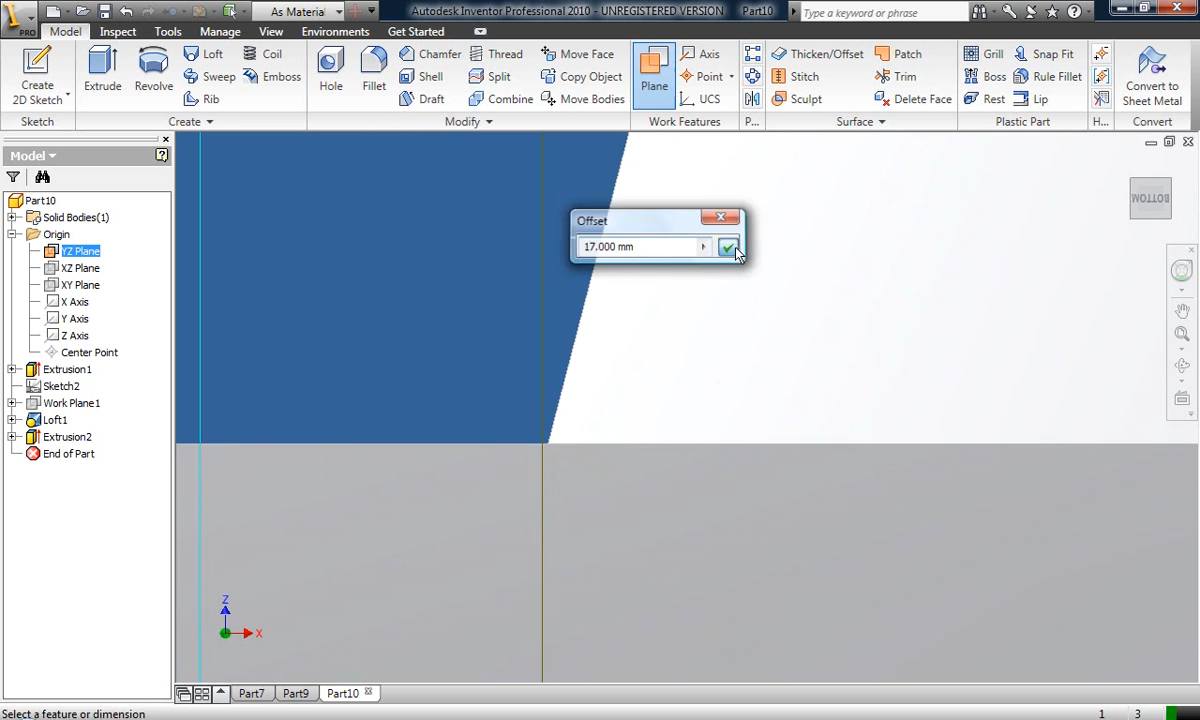 As Material
Autodesk Inventor Professional 2010 - UNREGISTERED VERSION Part10
Type a keyword or phrase
PRO
Model Inspect Tools Manage View Environments Get Started
Create
2D Sketch
Extrude
Revolve
Loft
Sweep
Rib
Coil
Emboss
Hole
Fillet
Chamfer
Shell
Draft
Thread
Split
Combine
Move Face
Copy Object
Move Bodies
Plane
Axis
Point
UCS
Thicken/Offset
Stitch
Sculpt
Patch
Trim
Delete Face
Grill
Boss
Rest
Snap Fit
Rule Fillet
Lip
Convert to
Sheet Metal
Sketch Create Modify Work Features P... Surface Plastic Part H... Convert
Model
Part10
Solid Bodies(1)
Origin
YZ Plane
XZ Plane
XY Plane
X Axis
Y Axis
Z Axis
Center Point
Extrusion1
Sketch2
Work Plane1
Loft1
Extrusion2
End of Part
Offset
17.000 mm
BOTTOM
Z
X
Part7 Part9 Part10
Select a feature or dimension 1 3